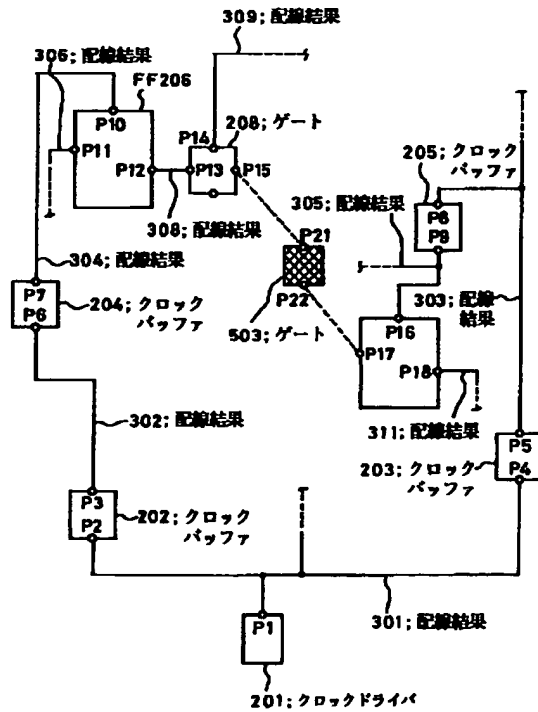 309;配線結果
306;配線結果
FF206
P10
P14
208;ゲート
P11
P12
P13
P15
205;クロック
バッファ
P8
P9
305;配線結果
308;配線結果
P21
304;配線結果
P22
303;配線
結果
P7
P6
204;クロック
バッファ
503;ゲート
P16
P17
P18
302;配線結果
311;配線結果
P5
P4
203;クロック
バッファ
P3
P2
202;クロック
バッファ
P1
301;配線結果
201;クロックドライバ